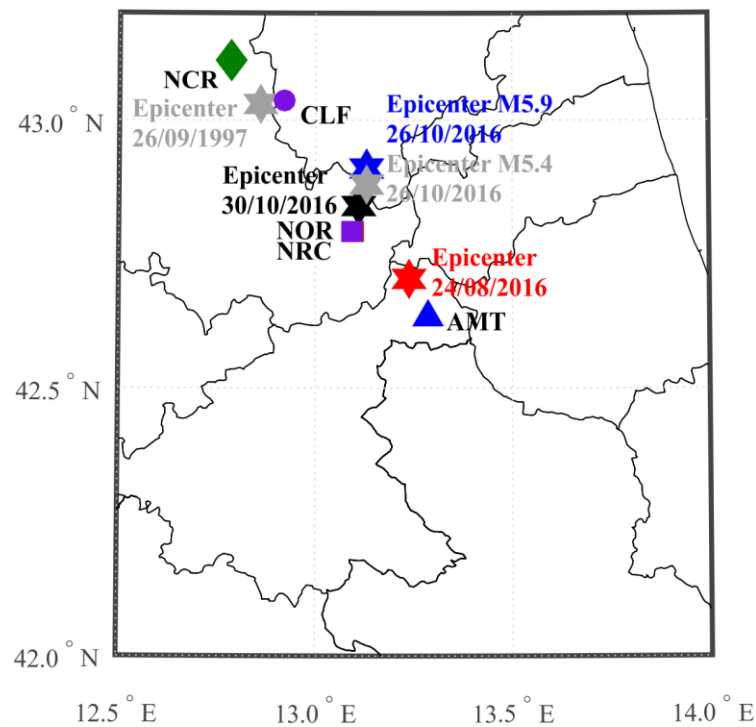 NCR
Epicenter
26/09/1997
CLF
Epicenter M5.9
26/10/2016
43.0° N
Epicenter M5.4
26/10/2016
Epicenter
30/10/2016
NOR
NRC
Epicenter
24/08/2016
AMT
42.5° N
42.0° N
12.5° E
13.0° E
13.5° E
14.0° E